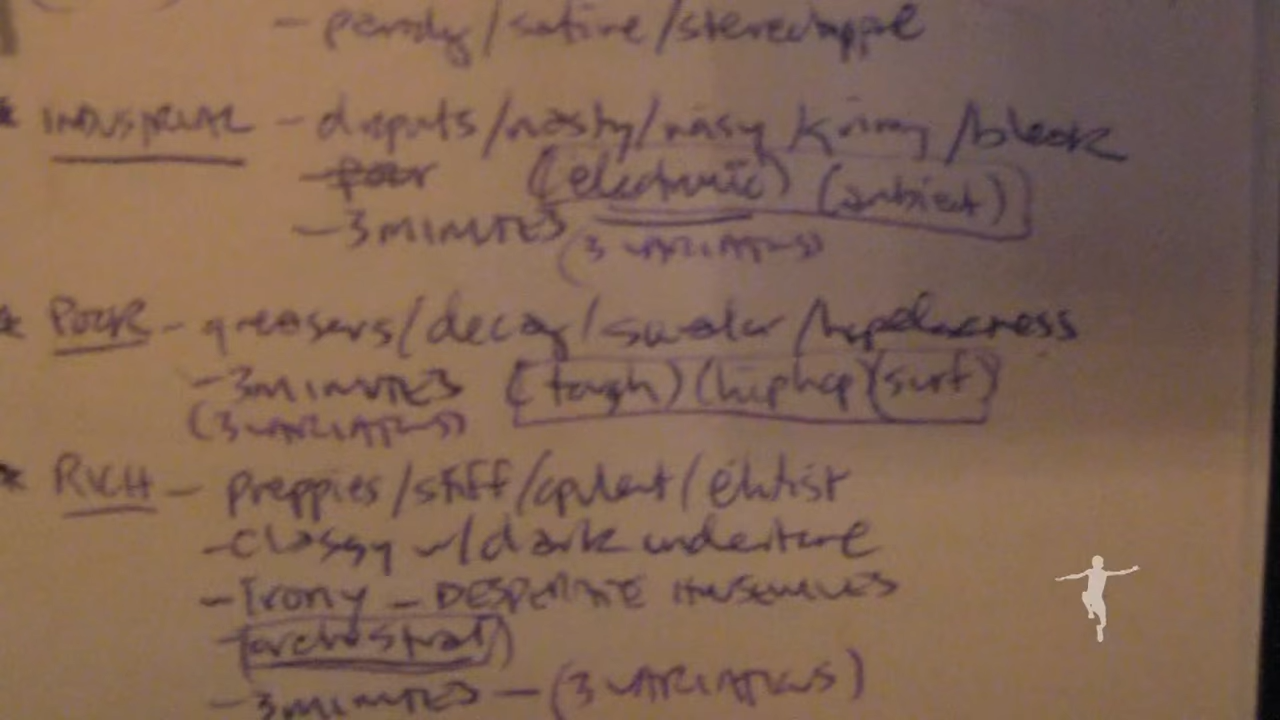 - parody/satire/stereotype
* INDUSTRIAL - dropouts/nasty/noisy/grimy/bleak
- poor (electronic) (ambient)
- 3 MINUTES (3 VARIATIONS)
* POOR - greasers/decay/squalor/hopelessness
- 3 MINUTES (tough) (hiphop) (surf)
(3 VARIATIONS)
* RICH - preppies/stiff/opulent/elitist
- classy w/dark undertone
- Irony - DESPERATE HOUSEWIVES
- (orchestral)
- 3 MINUTES - (3 VARIATIONS)